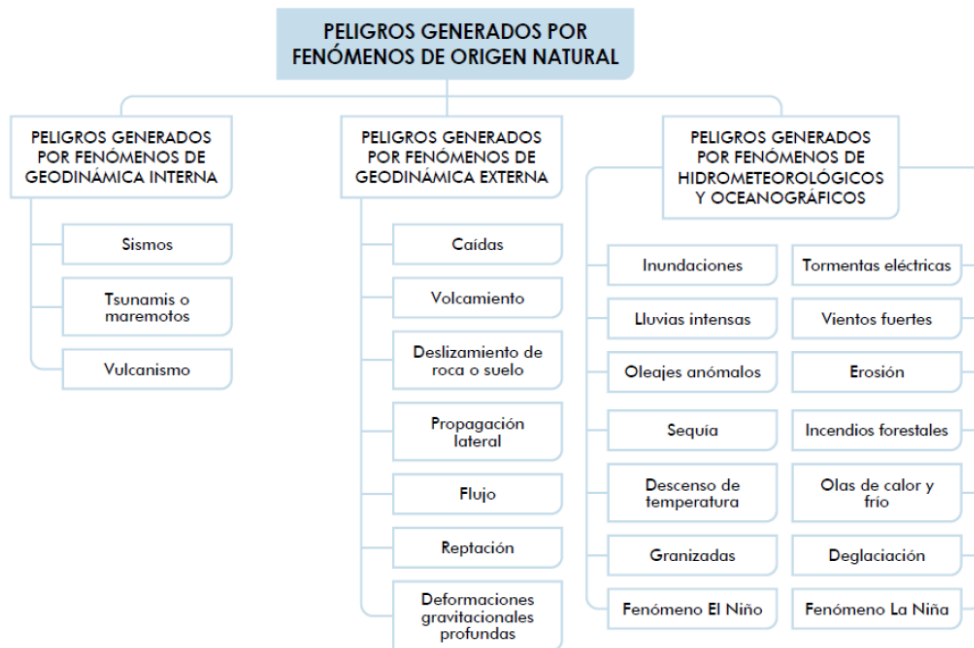 PELIGROS GENERADOS POR
FENÓMENOS DE ORIGEN NATURAL
PELIGROS GENERADOS
POR FENÓMENOS DE
GEODINÁMICA INTERNA
Sismos
Tsunamis o
maremotos
Vulcanismo
PELIGROS GENERADOS
POR FENÓMENOS DE
GEODINÁMICA EXTERNA
Caídas
Volcamiento
Deslizamiento de
roca o suelo
Propagación
lateral
Flujo
Reptación
Deformaciones
gravitacionales
profundas
PELIGROS GENERADOS
POR FENÓMENOS DE
HIDROMETEOROLÓGICOS
Y OCEANOGRÁFICOS
Inundaciones
Lluvias intensas
Oleajes anómalos
Sequía
Descenso de
temperatura
Granizadas
Fenómeno El Niño
Tormentas eléctricas
Vientos fuertes
Erosión
Incendios forestales
Olas de calor y
frío
Deglaciación
Fenómeno La Niña